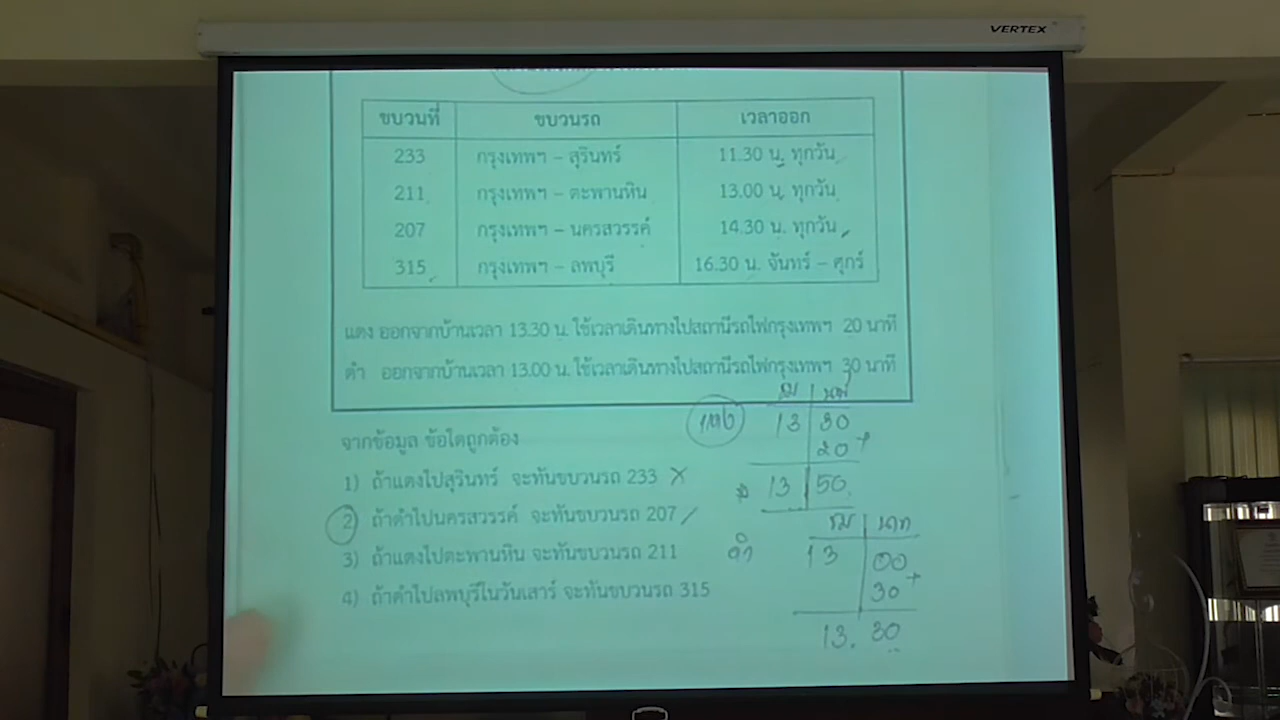 VERTEX
ขบวนที่ ขบวนรถ เวลาออก
233 กรุงเทพฯ – สุรินทร์ 11.30 น. ทุกวัน
211 กรุงเทพฯ – ตะพานหิน 13.00 น. ทุกวัน
207 กรุงเทพฯ – นครสวรรค์ 14.30 น. ทุกวัน
315 กรุงเทพฯ – ลพบุรี 16.30 น. จันทร์ – ศุกร์
แดง ออกจากบ้านเวลา 13.30 น. ใช้เวลาเดินทางไปสถานีรถไฟกรุงเทพฯ 20 นาที
ดำ ออกจากบ้านเวลา 13.00 น. ใช้เวลาเดินทางไปสถานีรถไฟกรุงเทพฯ 30 นาที
จากข้อมูล ข้อใดถูกต้อง
1) ถ้าแดงไปสุรินทร์ จะทันขบวนรถ 233
2) ถ้าดำไปนครสวรรค์ จะทันขบวนรถ 207
3) ถ้าแดงไปตะพานหิน จะทันขบวนรถ 211
4) ถ้าดำไปลพบุรีในวันเสาร์ จะทันขบวนรถ 315
แดง 13 30
20 +
13 50
ชม นาที
ดำ 13 00
30 +
13. 30